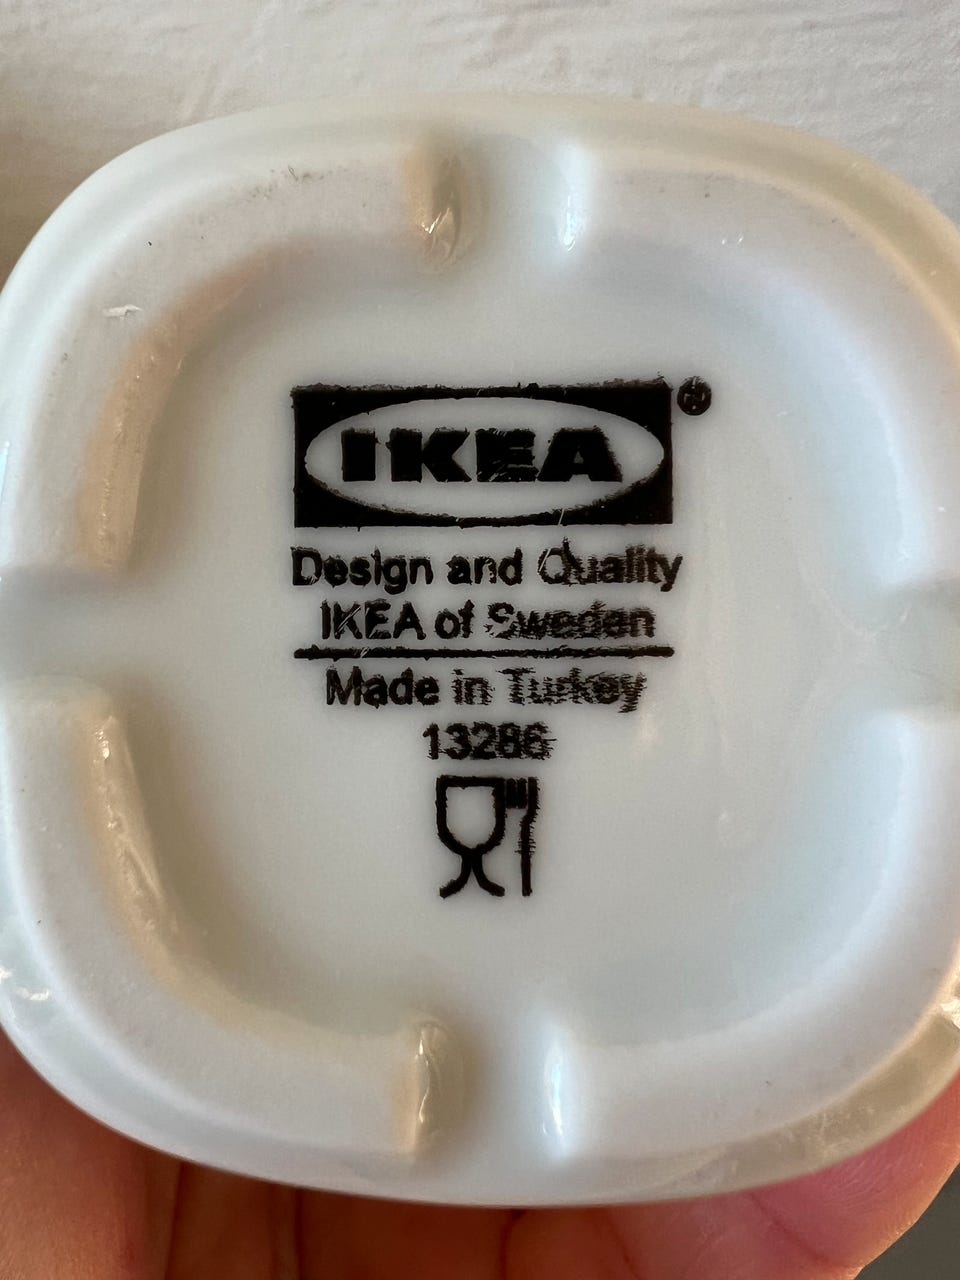 IKEA®
Design and Quality
IKEA of Sweden
Made in Turkey
13286